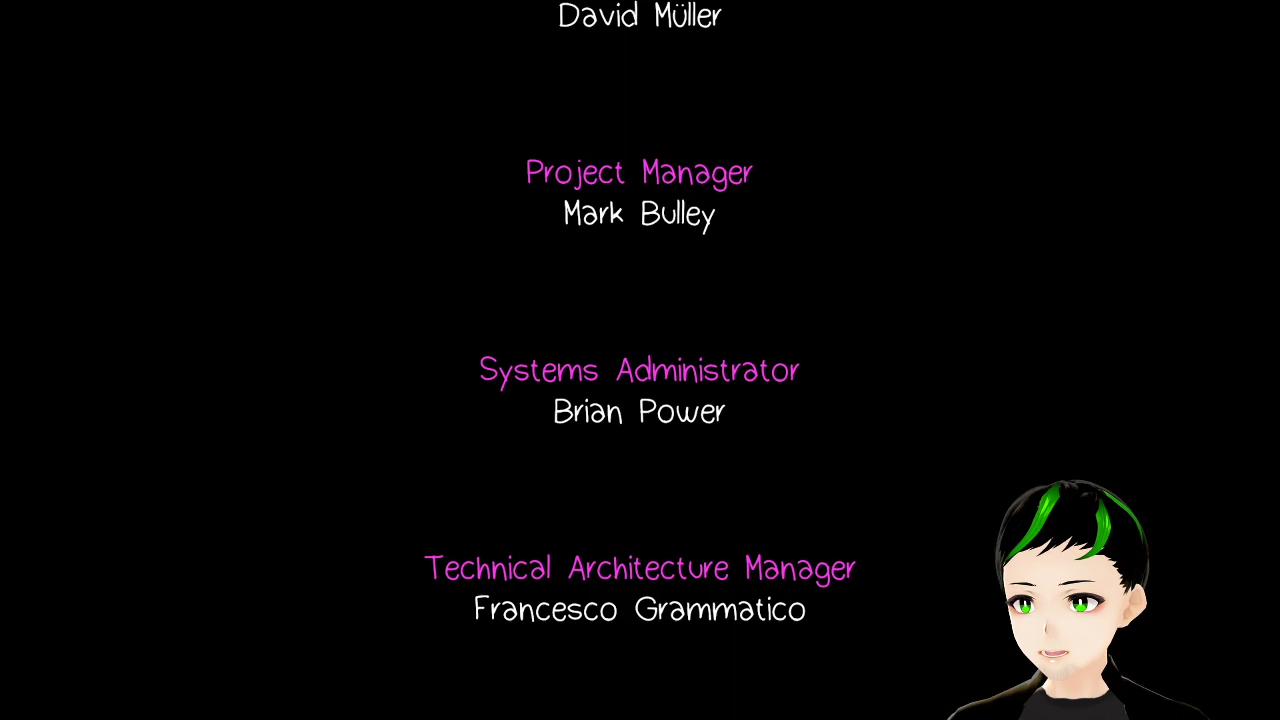 David Müller
Project Manager
Mark Bulley
Systems Administrator
Brian Power
Technical Architecture Manager
Francesco Grammatico